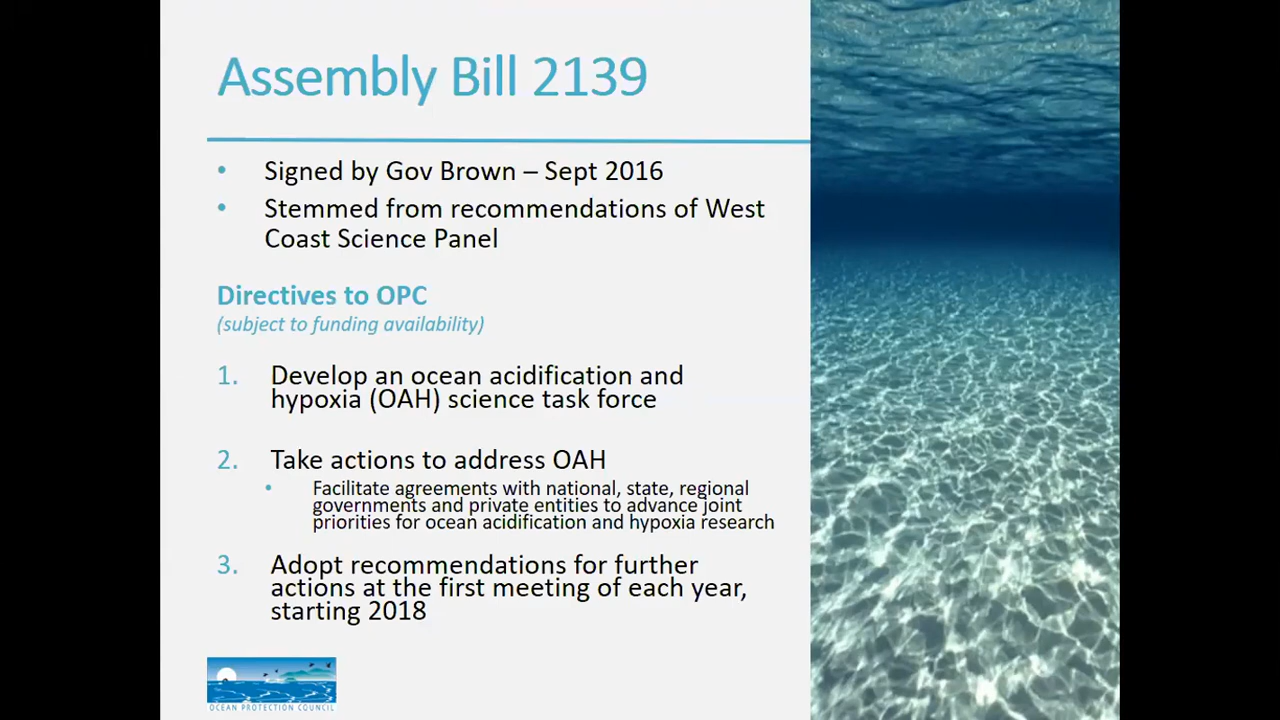 Assembly Bill 2139
• Signed by Gov Brown – Sept 2016
• Stemmed from recommendations of West
Coast Science Panel
Directives to OPC
(subject to funding availability)
1. Develop an ocean acidification and
hypoxia (OAH) science task force
2. Take actions to address OAH
• Facilitate agreements with national, state, regional
governments and private entities to advance joint
priorities for ocean acidification and hypoxia research
3. Adopt recommendations for further
actions at the first meeting of each year,
starting 2018
OCEAN PROTECTION COUNCIL